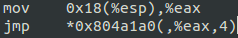 mov    0x18(%esp),%eax
jmp    *0x804a1a0(,%eax,4)